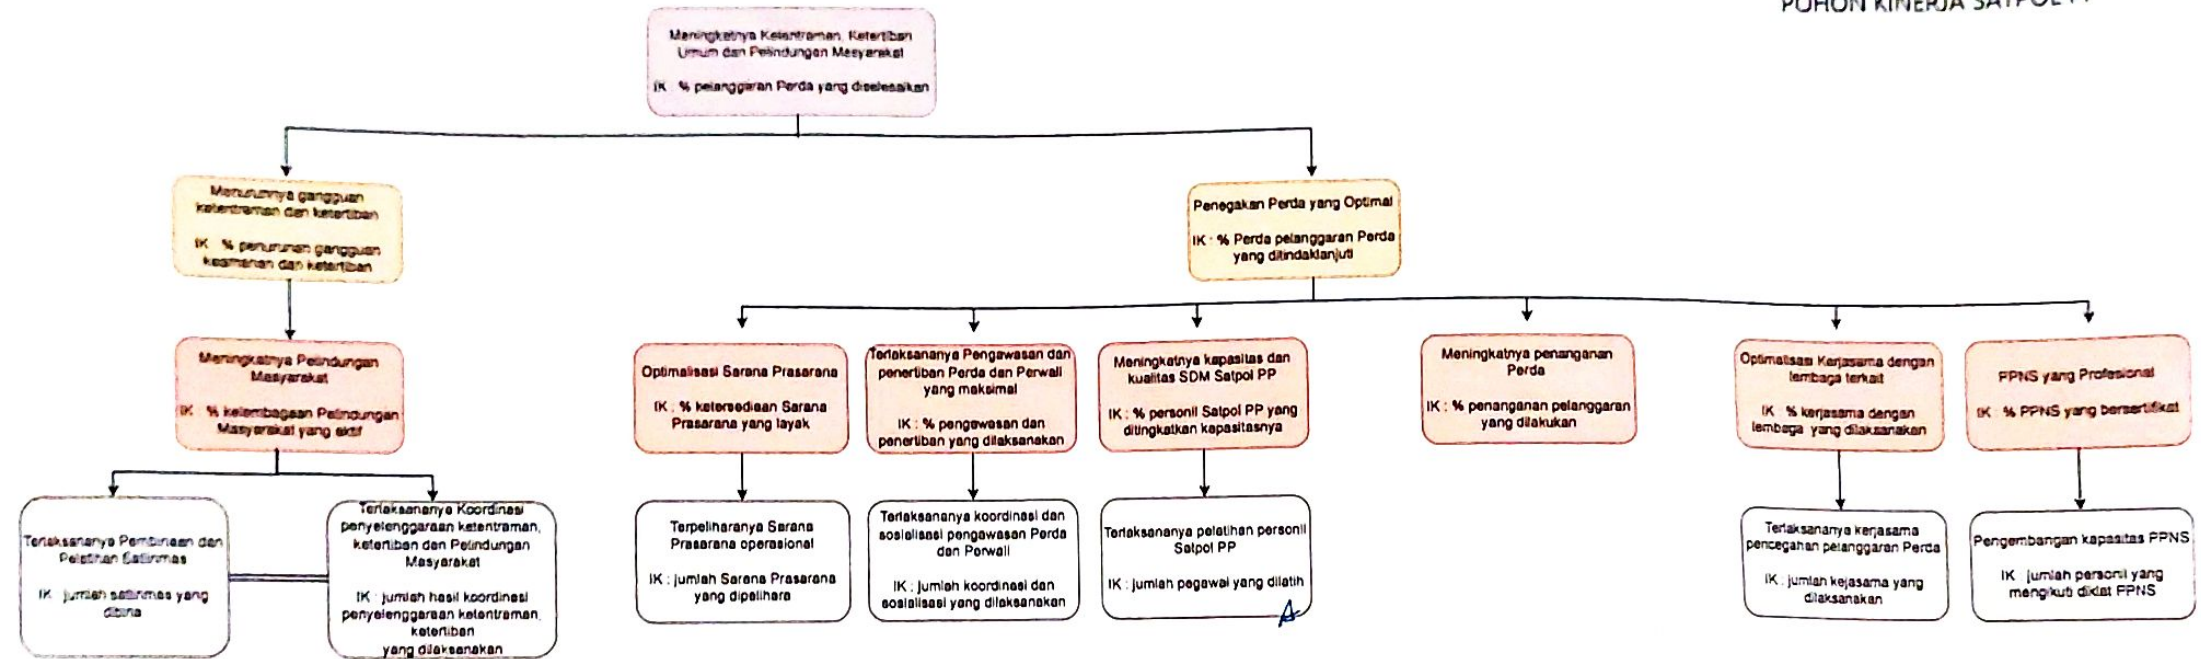 POHON KINERJA SATPOL PP
Meningkatnya Ketentraman, Ketertiban
Umum dan Pelindungan Masyarakat
IK : % pelanggaran Perda yang diselesaikan
Menurunnya gangguan
ketentraman dan ketertiban
IK : % penurunan gangguan
keamanan dan ketertiban
Penegakan Perda yang Optimal
IK : % Perda pelanggaran Perda
yang ditindaklanjuti
Meningkatnya Pelindungan
Masyarakat
IK : % kelembagaan Pelindungan
Masyarakat yang aktif
Optimalisasi Sarana Prasarana
IK : % ketersediaan Sarana
Prasarana yang layak
Terlaksananya Pengawasan dan
penertiban Perda dan Perwali
yang maksimal
IK : % pengawasan dan
penertiban yang dilaksanakan
Meningkatnya kapasitas dan
kualitas SDM Satpol PP
IK : % personil Satpol PP yang
ditingkatkan kapasitasnya
Meningkatnya penanganan
Perda
IK : % penanganan pelanggaran
yang dilakukan
Optimalisasi Kerjasama dengan
lembaga terkait
IK : % kerjasama dengan
lembaga yang dilaksanakan
PPNS yang Profesional
IK : % PPNS yang bersertifikat
Terlaksananya Pembinaan dan
Pelatihan Satlinmas
IK : jumlah satlinmas yang
dibina
Terlaksananya Koordinasi
penyelenggaraan ketentraman,
ketertiban dan Pelindungan
Masyarakat
IK : jumlah hasil koordinasi
penyelenggaraan ketentraman,
ketertiban
yang dilaksanakan
Terpeliharanya Sarana
Prasarana operasional
IK : jumlah Sarana Prasarana
yang dipelihara
Terlaksananya koordinasi dan
sosialisasi pengawasan Perda
dan Perwali
IK : jumlah koordinasi dan
sosialisasi yang dilaksanakan
Terlaksananya pelatihan personil
Satpol PP
IK : jumlah pegawai yang dilatih
Terlaksananya kerjasama
pencegahan pelanggaran Perda
IK : jumlah kejasama yang
dilaksanakan
Pengembangan kapasitas PPNS
IK : jumlah personil yang
mengikuti diklat PPNS